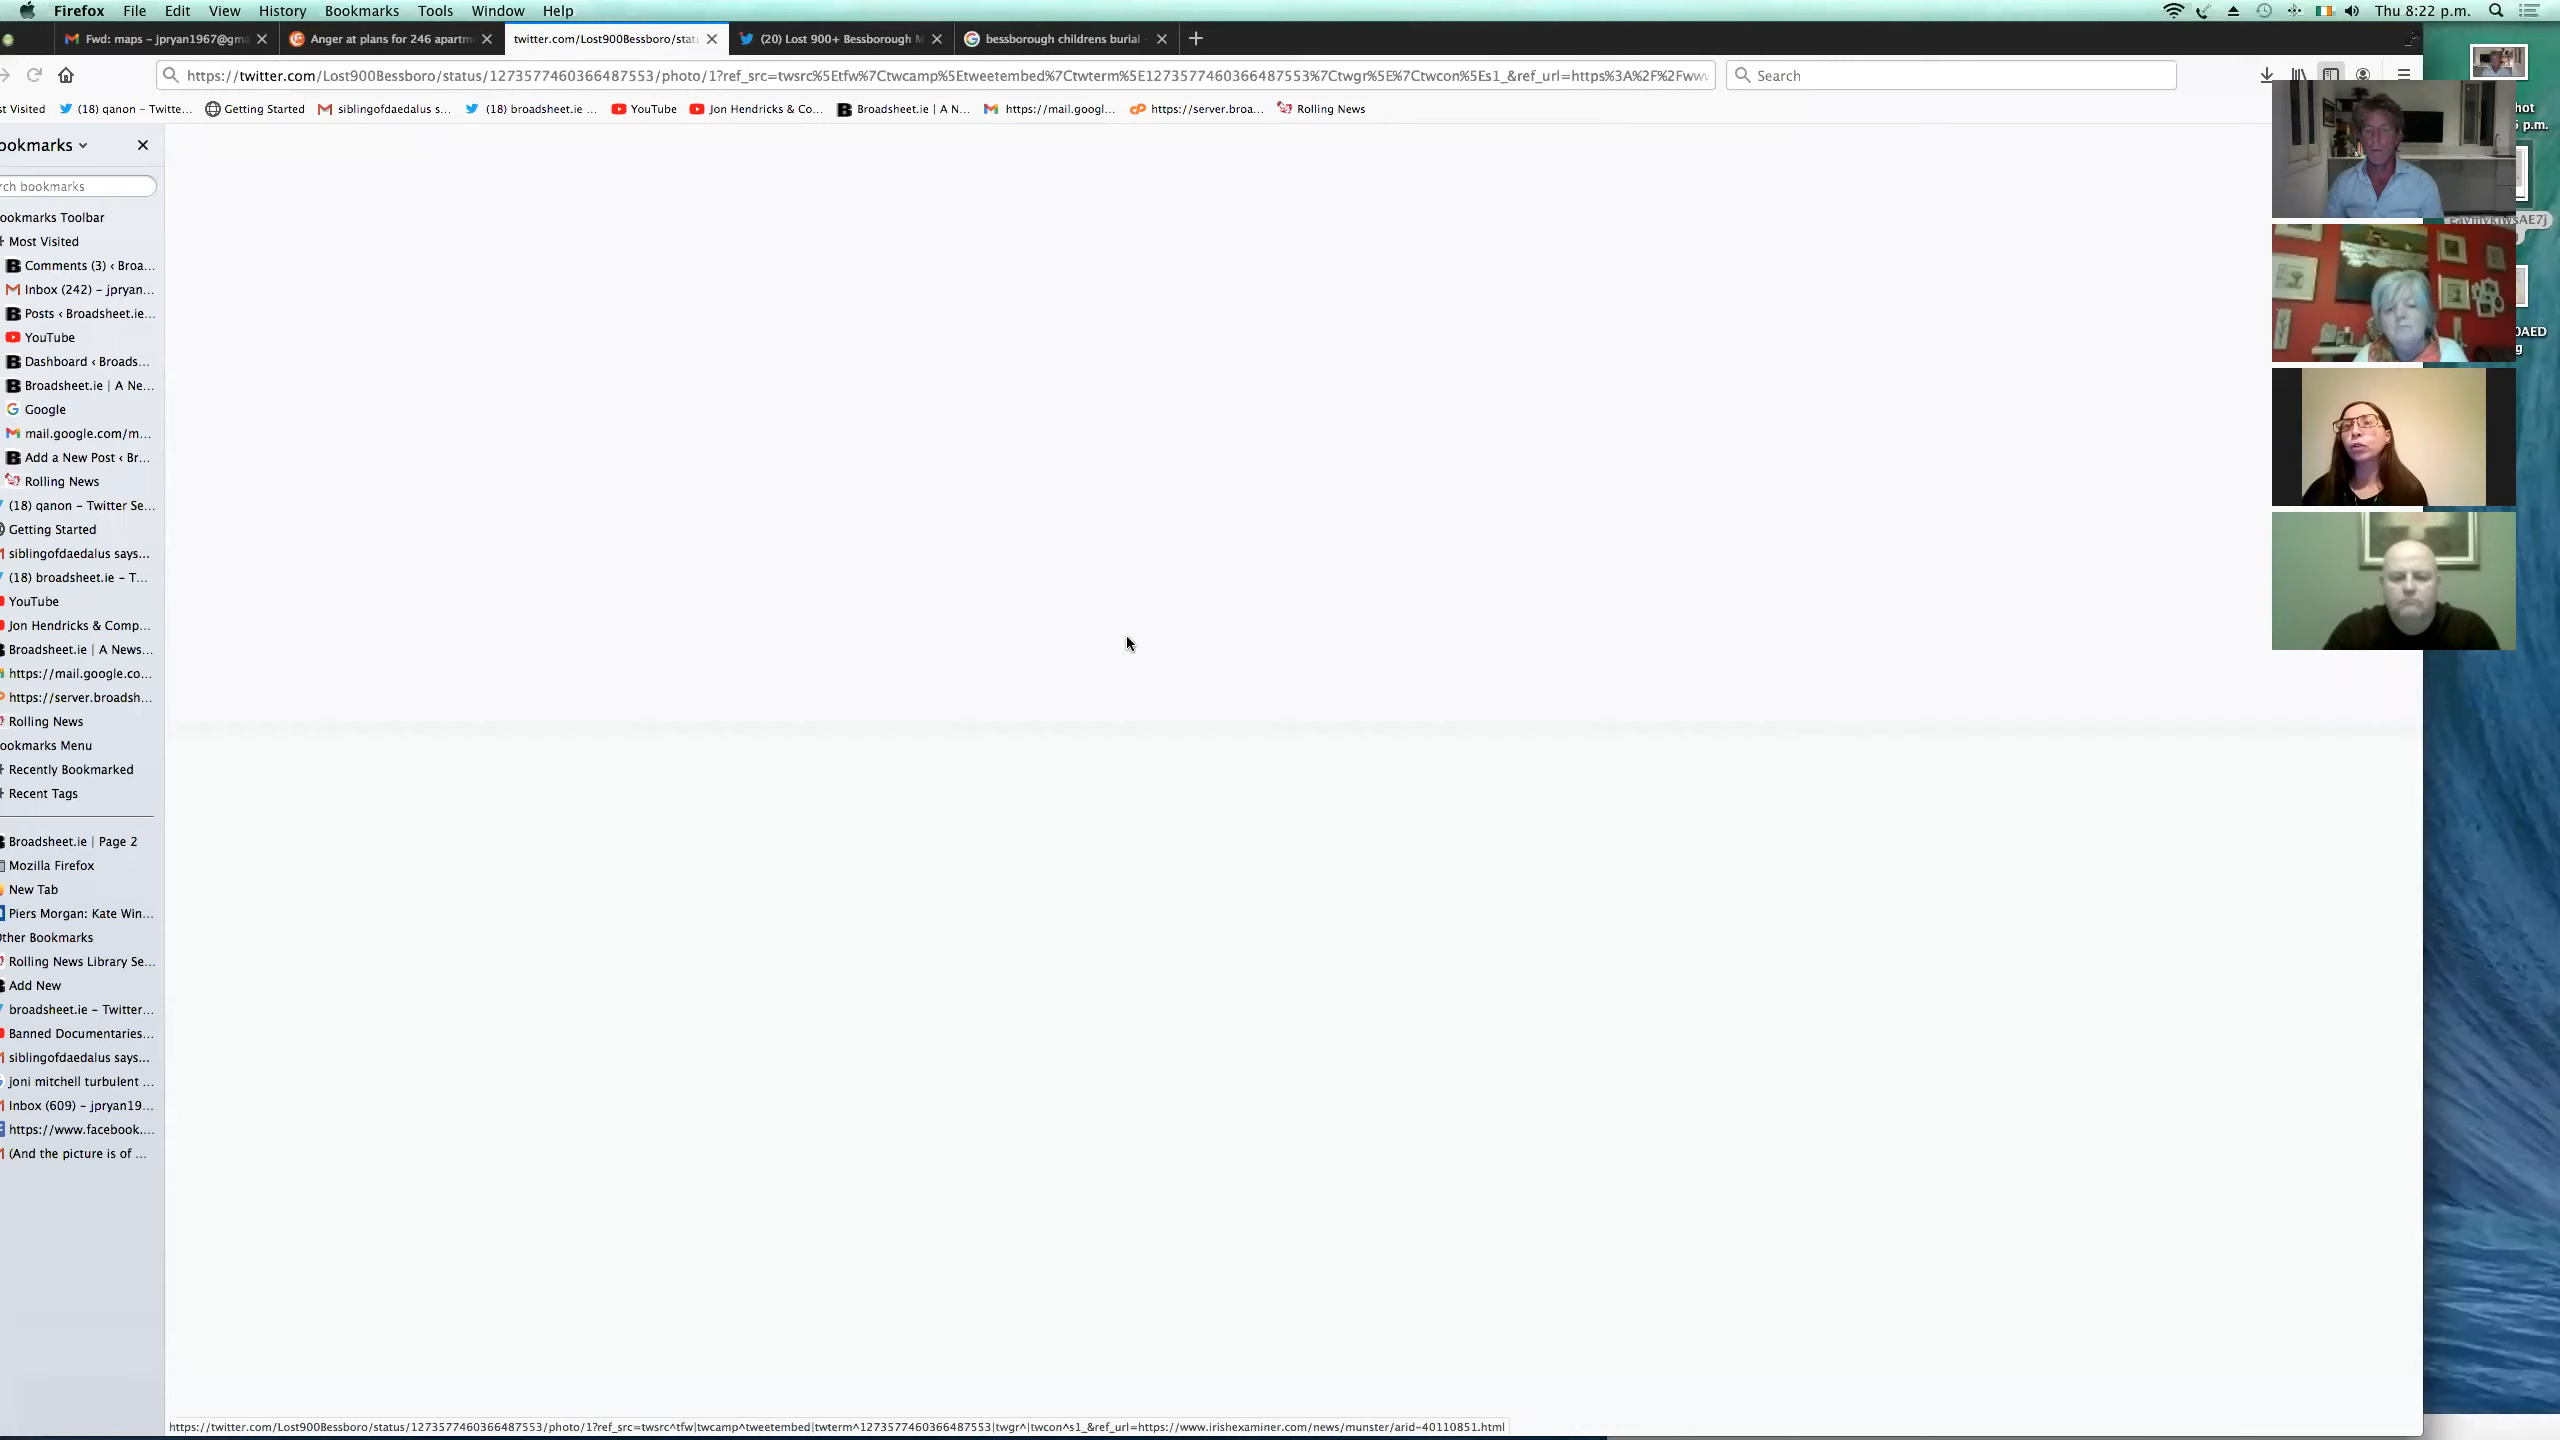 Firefox File Edit View History Bookmarks Tools Window Help Thu 8:22 p.m.
Fwd: maps – jpryan1967@gma
Anger at plans for 246 apartm
twitter.com/Lost900Bessboro/stat
(20) Lost 900+ Bessborough M
bessborough childrens burial
https://twitter.com/Lost900Bessboro/status/1273577460366487553/photo/1?ref_src=twsrc%5Etfw%7Ctwcamp%5Etweetembed%7Ctwterm%5E1273577460366487553%7Ctwgr%5E%7Ctwcon%5Es1_&ref_url=https%3A%2F%2Fwww
Search
st Visited
(18) qanon – Twitte...
Getting Started
siblingofdaedalus s...
(18) broadsheet.ie ...
YouTube
Jon Hendricks & Co...
Broadsheet.ie | A N...
https://mail.googl...
https://server.broa...
Rolling News
hot
p.m.
ookmarks
rch bookmarks
ookmarks Toolbar
Most Visited
Comments (3) ‹ Broa...
Inbox (242) – jpryan...
Posts ‹ Broadsheet.ie...
YouTube
Dashboard ‹ Broads...
Broadsheet.ie | A Ne...
Google
mail.google.com/m...
Add a New Post ‹ Br...
Rolling News
(18) qanon – Twitter Se...
Getting Started
siblingofdaedalus says...
(18) broadsheet.ie – T...
YouTube
Jon Hendricks & Comp...
Broadsheet.ie | A News...
https://mail.google.co...
https://server.broadsh...
Rolling News
ookmarks Menu
Recently Bookmarked
Recent Tags
Broadsheet.ie | Page 2
Mozilla Firefox
New Tab
Piers Morgan: Kate Win...
ther Bookmarks
Rolling News Library Se...
Add New
broadsheet.ie – Twitter...
Banned Documentaries...
siblingofdaedalus says...
joni mitchell turbulent ...
Inbox (609) – jpryan19...
https://www.facebook....
(And the picture is of ...
https://twitter.com/Lost900Bessboro/status/1273577460366487553/photo/1?ref_src=twsrc^tfw|twcamp^tweetembed|twterm^1273577460366487553|twgr^|twcon^s1_&ref_url=https://www.irishexaminer.com/news/munster/arid-40110851.html